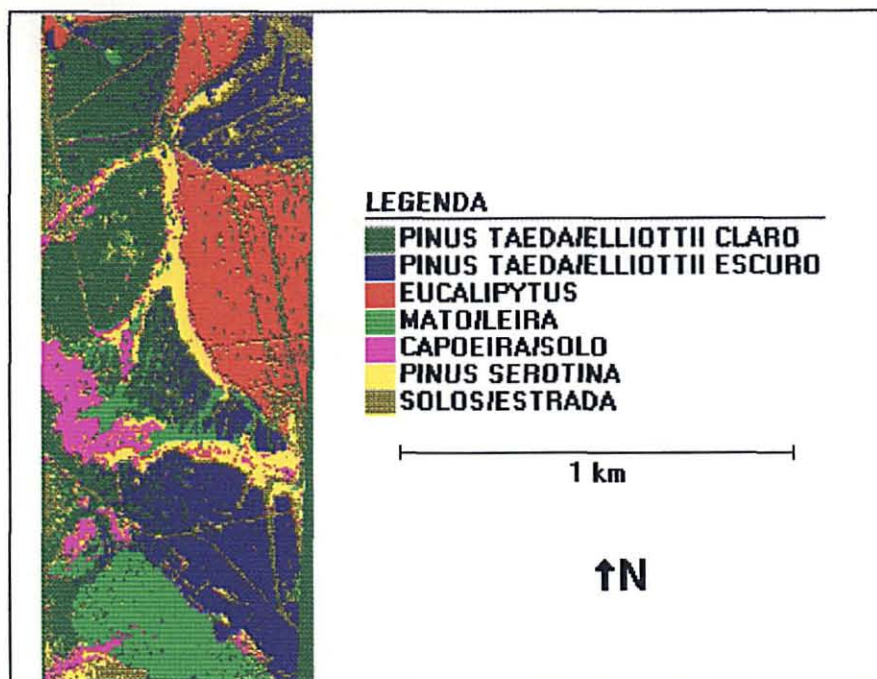 LEGENDA
PINUS TAEDA/ELLIOTTII CLARO
PINUS TAEDA/ELLIOTTII ESCURO
EUCALIPYTUS
MATO/LEIRA
CAPOEIRA/SOLO
PINUS SEROTINA
SOLOS/ESTRADA
1 km
↑N